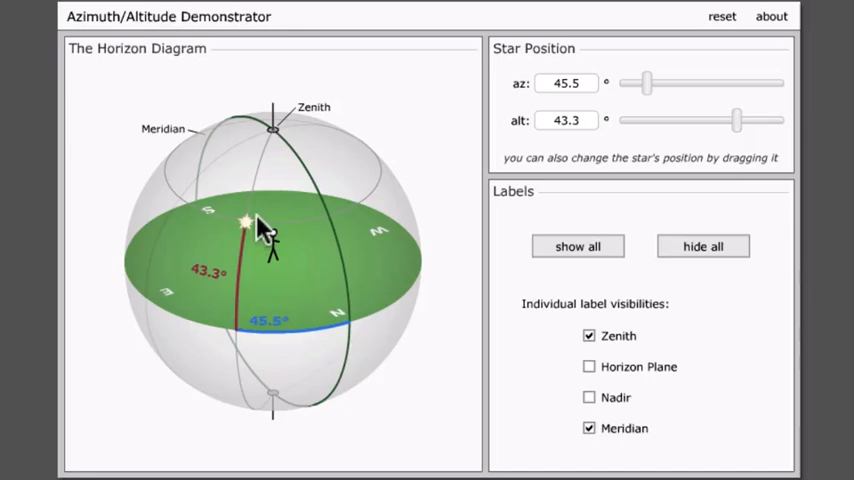 Azimuth/Altitude Demonstrator
reset
about
The Horizon Diagram
Zenith
Meridian
S
W
E
N
43.3°
45.5°
Star Position
az: 45.5 °
alt: 43.3 °
you can also change the star's position by dragging it
Labels
show all
hide all
Individual label visibilities:
Zenith
Horizon Plane
Nadir
Meridian